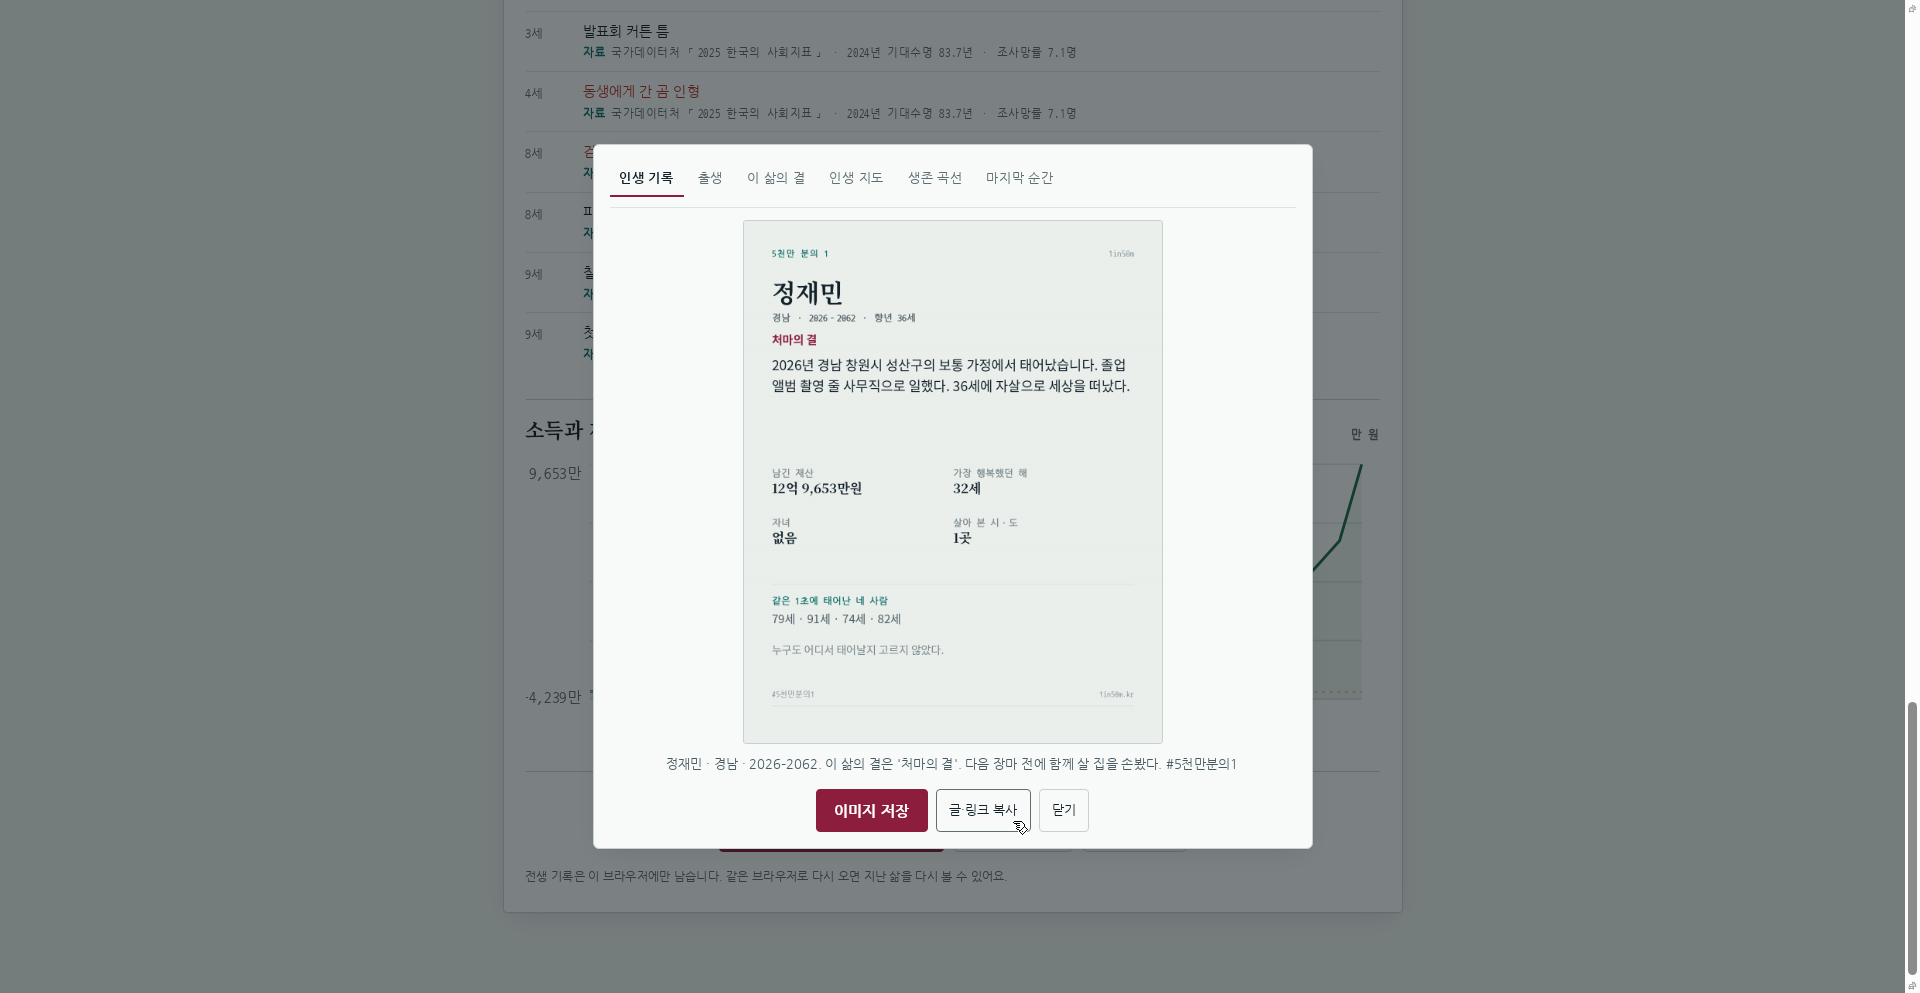 3세
발표회 커튼 틈
자료 국가데이터처 「2025 한국의 사회지표」 · 2024년 기대수명 83.7년 · 조사망률 7.1명
4세
동생에게 간 곰 인형
자료 국가데이터처 「2025 한국의 사회지표」 · 2024년 기대수명 83.7년 · 조사망률 7.1명
8세
8세
9세
9세
소득과
만 원
9,653만
-4,239만
인생 기록 출생 이 삶의 결 인생 지도 생존 곡선 마지막 순간
5천만 분의 1
1in50m
정재민
경남 · 2026-2062 · 향년 36세
처마의 결
2026년 경남 창원시 성산구의 보통 가정에서 태어났습니다. 졸업
앨범 촬영 줄 사무직으로 일했다. 36세에 자살으로 세상을 떠났다.
남긴 재산
12억 9,653만원
가장 행복했던 해
32세
자녀
없음
살아 본 시·도
1곳
같은 1초에 태어난 네 사람
79세 · 91세 · 74세 · 82세
누구도 어디서 태어날지 고르지 않았다.
#5천만분의1
1in50m.kr
정재민 · 경남 · 2026–2062. 이 삶의 결은 '처마의 결'. 다음 장마 전에 함께 살 집을 손봤다. #5천만분의1
이미지 저장 글·링크 복사 닫기
전생 기록은 이 브라우저에만 남습니다. 같은 브라우저로 다시 오면 지난 삶을 다시 볼 수 있어요.